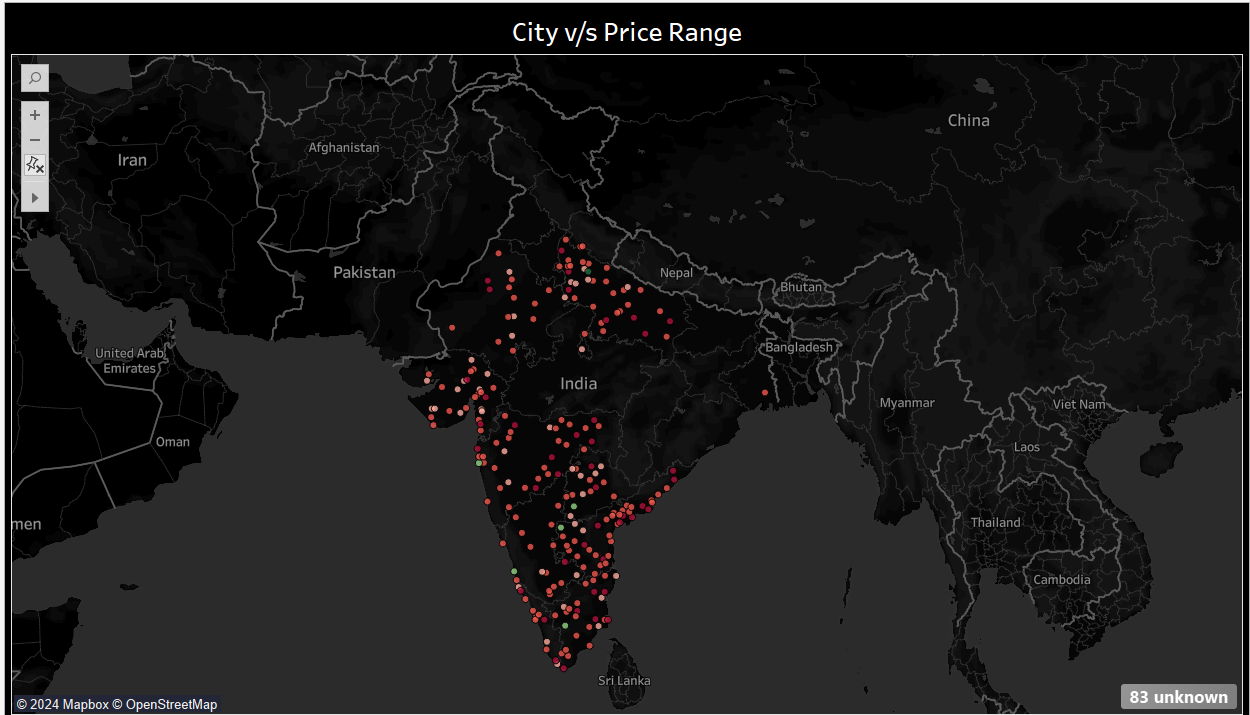 City v/s Price Range
China
Afghanistan
Iran
Pakistan
Nepal
Bhutan
United Arab
Emirates
Bangladesh
India
Myanmar
Viet Nam
Oman
Laos
men
Thailand
Cambodia
Sri Lanka
83 unknown
© 2024 Mapbox © OpenStreetMap